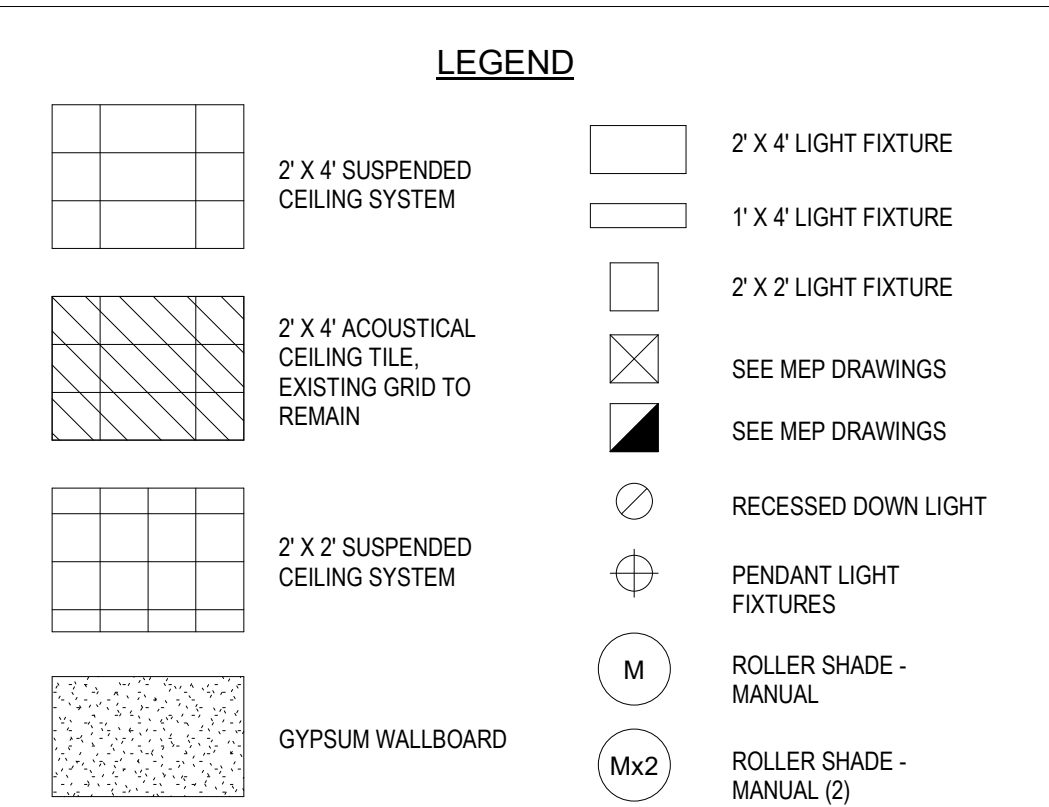 LEGEND
2' X 4' SUSPENDED
CEILING SYSTEM
2' X 4' ACOUSTICAL
CEILING TILE,
EXISTING GRID TO
REMAIN
2' X 2' SUSPENDED
CEILING SYSTEM
GYPSUM WALLBOARD
2' X 4' LIGHT FIXTURE
1' X 4' LIGHT FIXTURE
2' X 2' LIGHT FIXTURE
SEE MEP DRAWINGS
SEE MEP DRAWINGS
RECESSED DOWN LIGHT
PENDANT LIGHT
FIXTURES
M
ROLLER SHADE -
MANUAL
Mx2
ROLLER SHADE -
MANUAL (2)